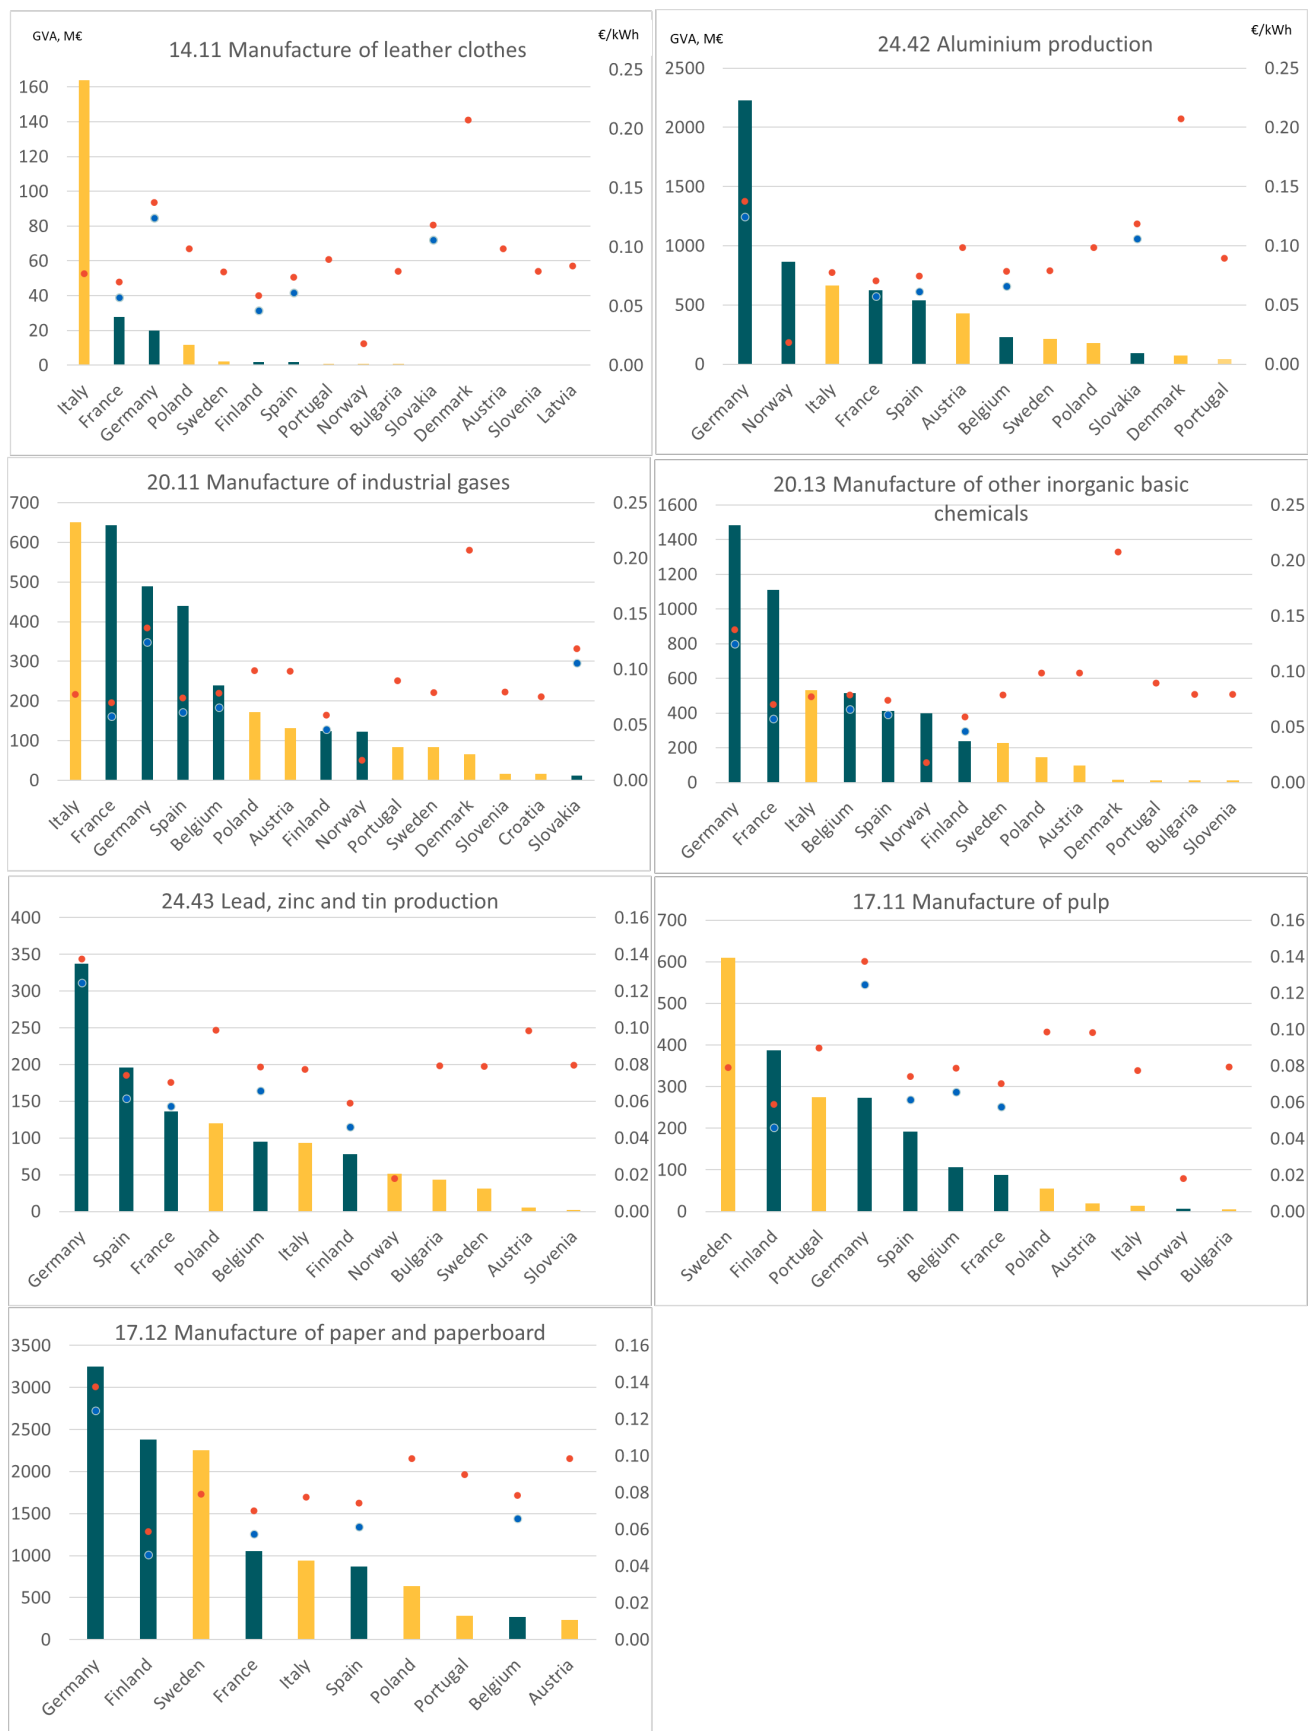 GVA, M€
€/kWh
14.11 Manufacture of leather clothes
160
140
120
100
80
60
40
20
0
0.25
0.20
0.15
0.10
0.05
0.00
Italy
France
Germany
Poland
Sweden
Finland
Spain
Portugal
Norway
Bulgaria
Slovakia
Denmark
Austria
Slovenia
Latvia
GVA, M€
€/kWh
24.42 Aluminium production
2500
2000
1500
1000
500
0
0.25
0.20
0.15
0.10
0.05
0.00
Germany
Norway
Italy
France
Spain
Austria
Belgium
Sweden
Poland
Slovakia
Denmark
Portugal
20.11 Manufacture of industrial gases
700
600
500
400
300
200
100
0
0.25
0.20
0.15
0.10
0.05
0.00
Italy
France
Germany
Spain
Belgium
Poland
Austria
Finland
Norway
Portugal
Sweden
Denmark
Slovenia
Croatia
Slovakia
20.13 Manufacture of other inorganic basic
chemicals
1600
1400
1200
1000
800
600
400
200
0
0.25
0.20
0.15
0.10
0.05
0.00
Germany
France
Italy
Belgium
Spain
Norway
Finland
Sweden
Poland
Austria
Denmark
Portugal
Bulgaria
Slovenia
24.43 Lead, zinc and tin production
400
350
300
250
200
150
100
50
0
0.16
0.14
0.12
0.10
0.08
0.06
0.04
0.02
0.00
Germany
Spain
France
Poland
Belgium
Italy
Finland
Norway
Bulgaria
Sweden
Austria
Slovenia
17.11 Manufacture of pulp
700
600
500
400
300
200
100
0
0.16
0.14
0.12
0.10
0.08
0.06
0.04
0.02
0.00
Sweden
Finland
Portugal
Germany
Spain
Belgium
France
Poland
Austria
Italy
Norway
Bulgaria
17.12 Manufacture of paper and paperboard
3500
3000
2500
2000
1500
1000
500
0
0.16
0.14
0.12
0.10
0.08
0.06
0.04
0.02
0.00
Germany
Finland
Sweden
France
Italy
Spain
Poland
Portugal
Belgium
Austria